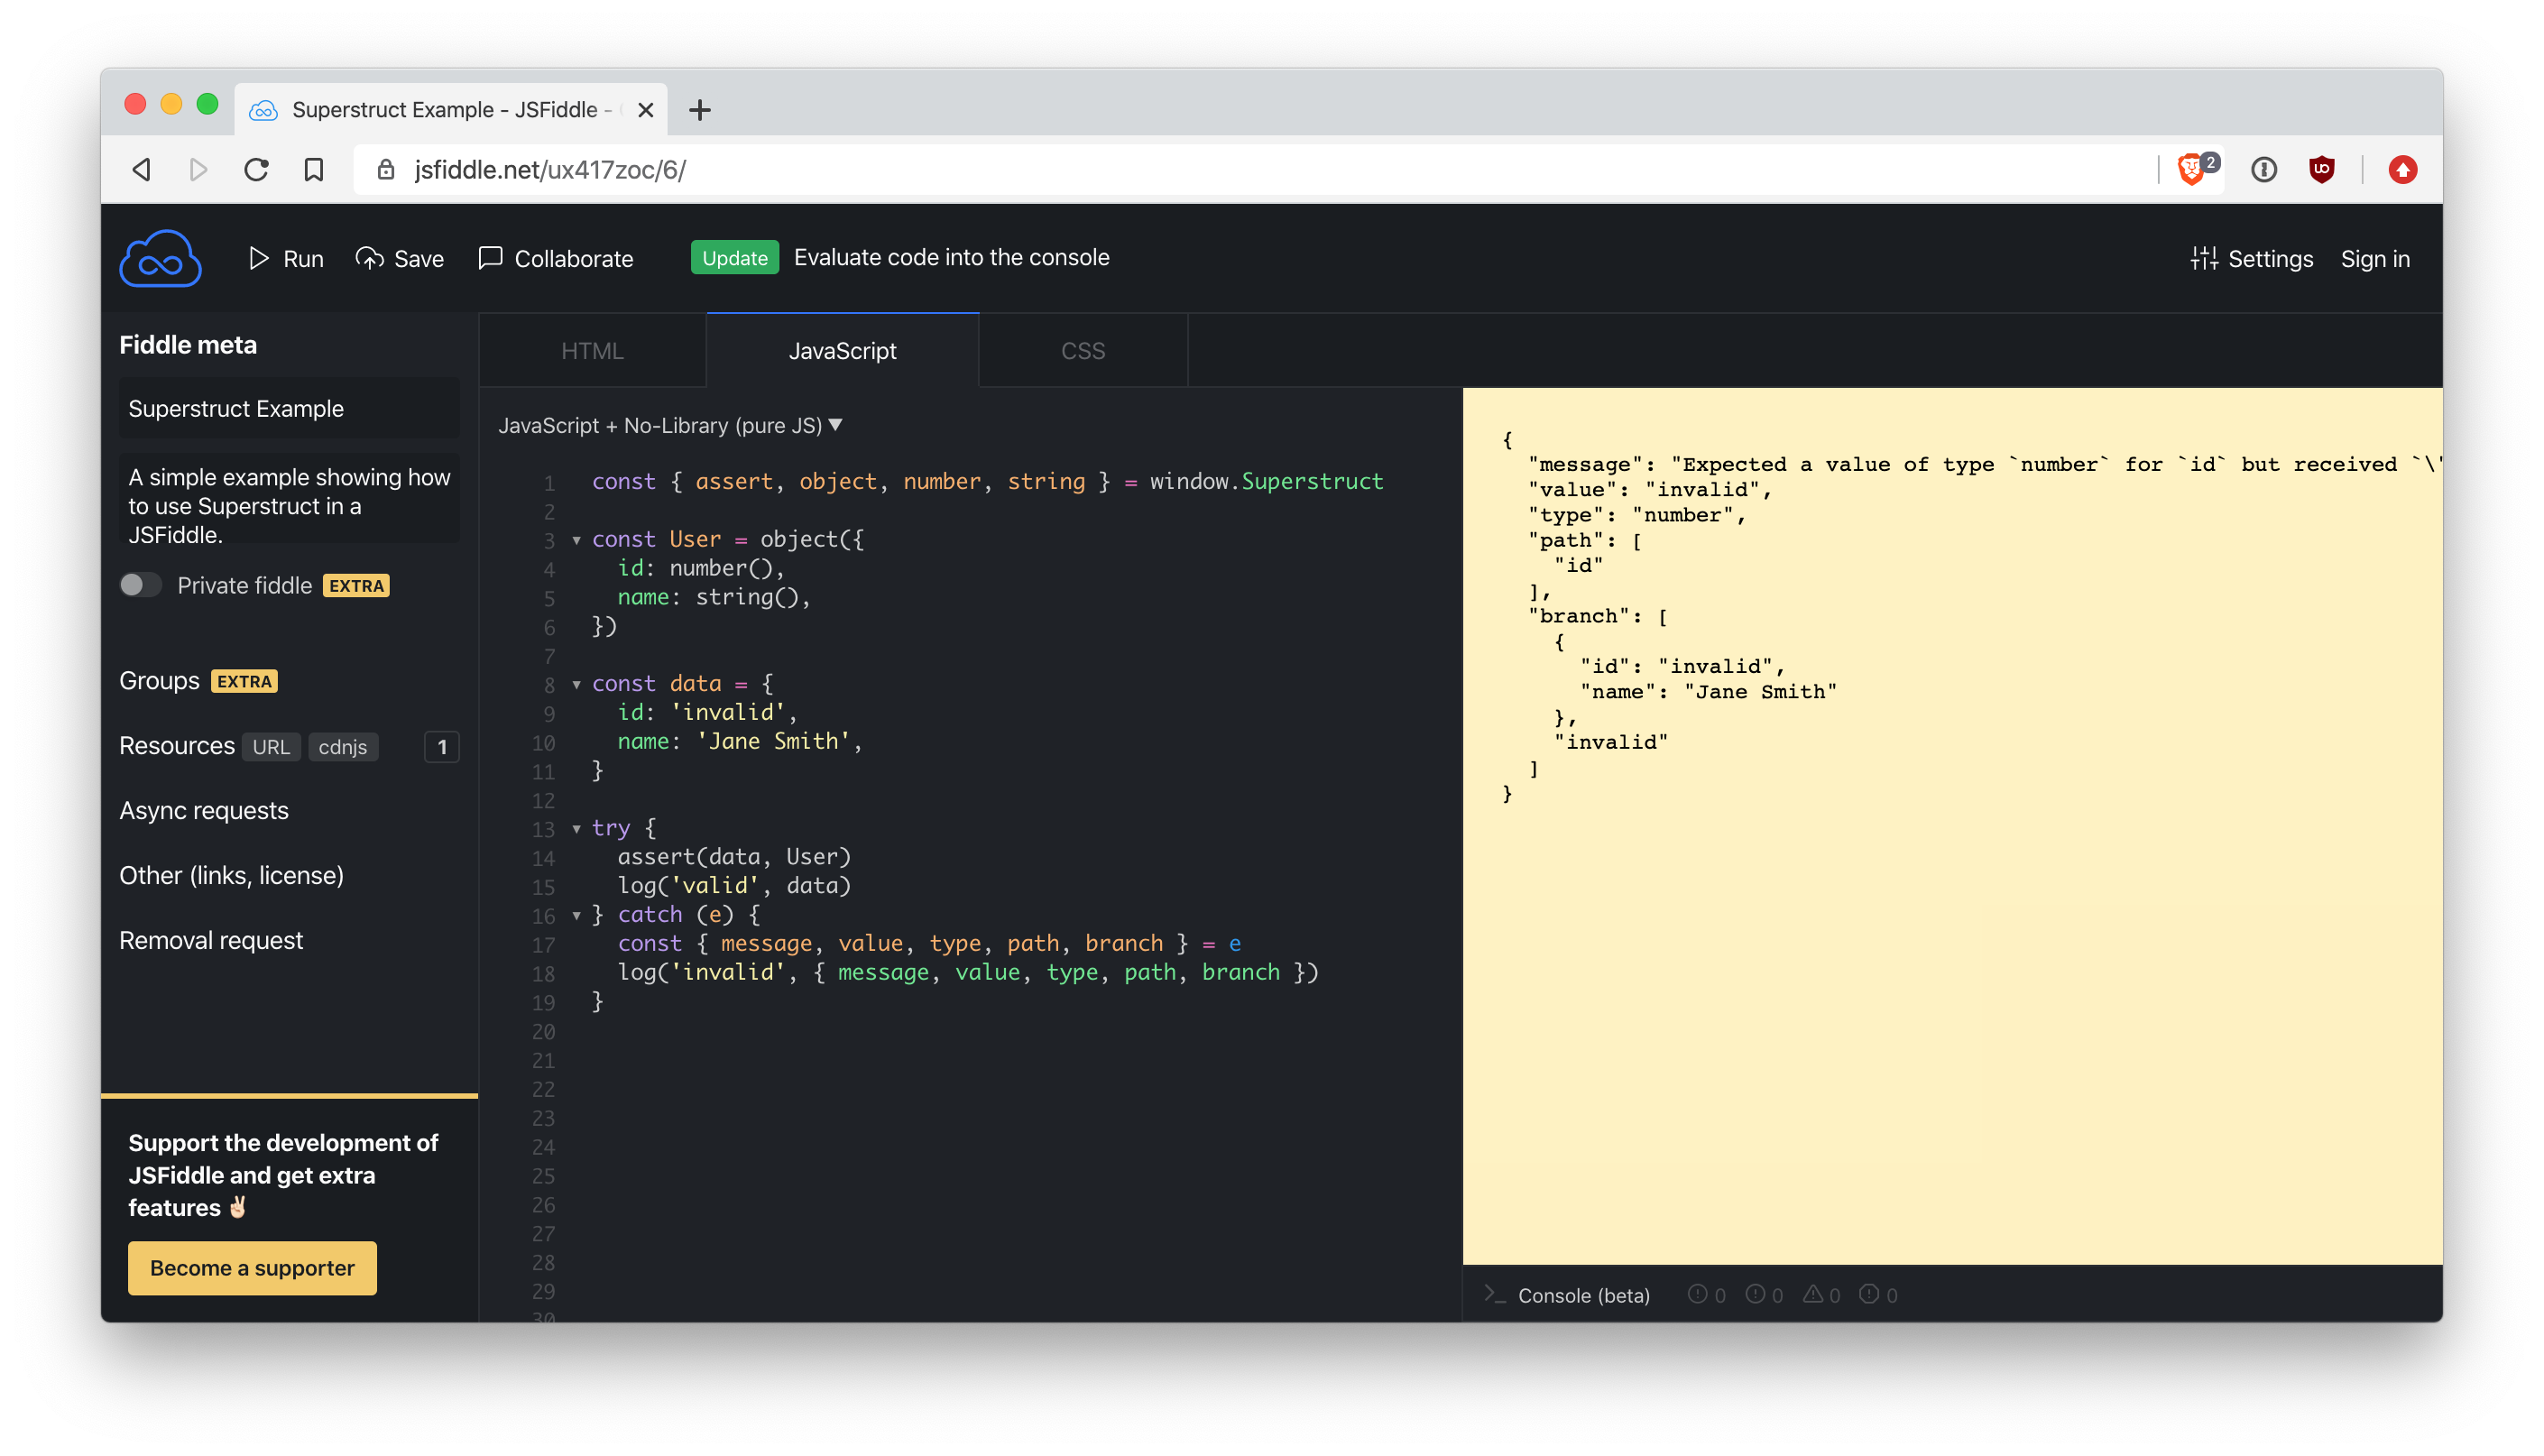 Superstruct Example - JSFiddle -
jsfiddle.net/ux417zoc/6/
2
Run
Save
Collaborate
Update
Evaluate code into the console
Settings
Sign in
Fiddle meta
Superstruct Example
A simple example showing how
to use Superstruct in a
JSFiddle.
Private fiddle EXTRA
Groups EXTRA
Resources URL cdnjs 1
Async requests
Other (links, license)
Removal request
Support the development of
JSFiddle and get extra
features ✌🏻
Become a supporter
HTML
JavaScript
CSS
JavaScript + No-Library (pure JS) ▼
1 const { assert, object, number, string } = window.Superstruct
2
3 ▾ const User = object({
4 id: number(),
5 name: string(),
6 })
7
8 ▾ const data = {
9 id: 'invalid',
10 name: 'Jane Smith',
11 }
12
13 ▾ try {
14 assert(data, User)
15 log('valid', data)
16 ▾ } catch (e) {
17 const { message, value, type, path, branch } = e
18 log('invalid', { message, value, type, path, branch })
19 }
20
21
22
23
24
25
26
27
28
29
30
{
"message": "Expected a value of type `number` for `id` but received `\"
"value": "invalid",
"type": "number",
"path": [
"id"
],
"branch": [
{
"id": "invalid",
"name": "Jane Smith"
},
"invalid"
]
}
Console (beta) 0 0 0 0